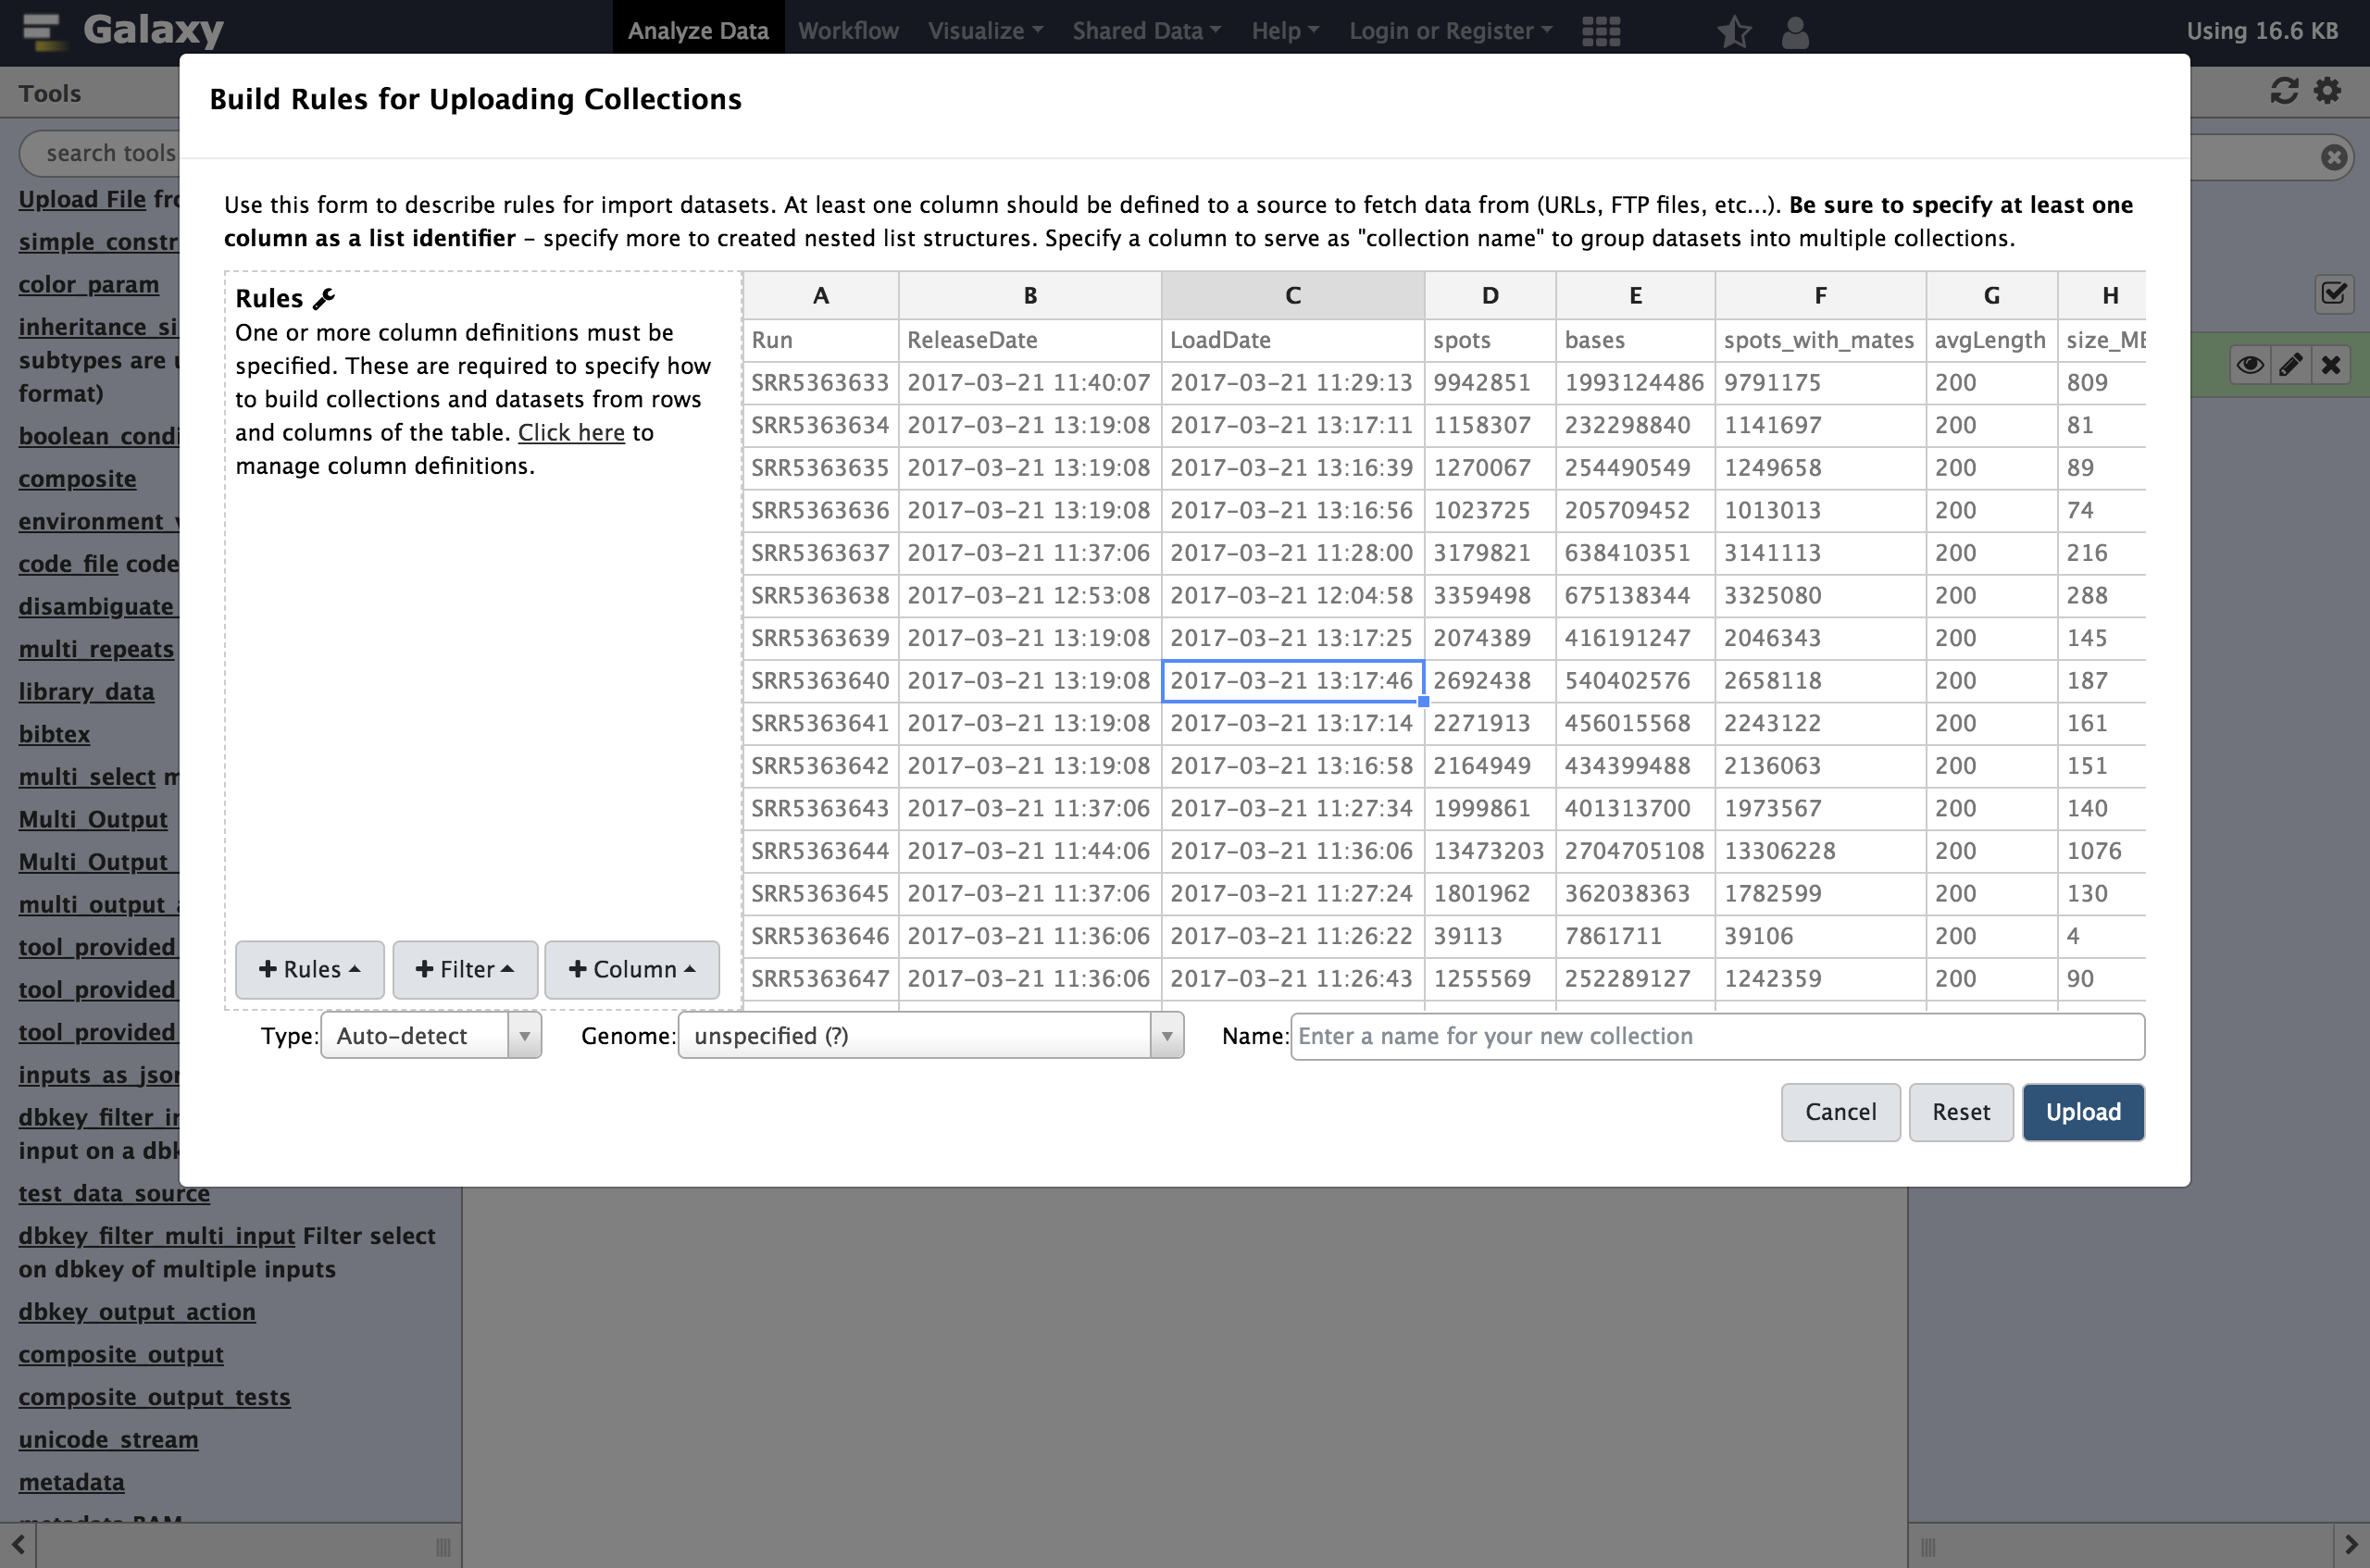 Galaxy
Analyze Data Workflow Visualize Shared Data Help Login or Register Using 16.6 KB
Tools
search tools
Upload File
simple_constr
color_param
inheritance_si
subtypes are
format)
boolean_condi
composite
environment_
code_file code
disambiguate_
multi_repeats
library_data
bibtex
multi_select
Multi_Output
Multi_Output_
multi_output_
tool_provided_
tool_provided_
tool_provided_
inputs_as_json
dbkey_filter_in
input on a dbk
test_data_source
dbkey_filter_multi_input Filter select
on dbkey of multiple inputs
dbkey_output_action
composite_output
composite_output_tests
unicode_stream
metadata
metadata_BAM
Build Rules for Uploading Collections
Use this form to describe rules for import datasets. At least one column should be defined to a source to fetch data from (URLs, FTP files, etc...). Be sure to specify at least one
column as a list identifier – specify more to created nested list structures. Specify a column to serve as "collection name" to group datasets into multiple collections.
Rules
One or more column definitions must be
specified. These are required to specify how
to build collections and datasets from rows
and columns of the table. Click here to
manage column definitions.
Rules Filter Column
A B C D E F G H
Run ReleaseDate LoadDate spots bases spots_with_mates avgLength size_MB
SRR5363633 2017-03-21 11:40:07 2017-03-21 11:29:13 9942851 1993124486 9791175 200 809
SRR5363634 2017-03-21 13:19:08 2017-03-21 13:17:11 1158307 232298840 1141697 200 81
SRR5363635 2017-03-21 13:19:08 2017-03-21 13:16:39 1270067 254490549 1249658 200 89
SRR5363636 2017-03-21 13:19:08 2017-03-21 13:16:56 1023725 205709452 1013013 200 74
SRR5363637 2017-03-21 11:37:06 2017-03-21 11:28:00 3179821 638410351 3141113 200 216
SRR5363638 2017-03-21 12:53:08 2017-03-21 12:04:58 3359498 675138344 3325080 200 288
SRR5363639 2017-03-21 13:19:08 2017-03-21 13:17:25 2074389 416191247 2046343 200 145
SRR5363640 2017-03-21 13:19:08 2017-03-21 13:17:46 2692438 540402576 2658118 200 187
SRR5363641 2017-03-21 13:19:08 2017-03-21 13:17:14 2271913 456015568 2243122 200 161
SRR5363642 2017-03-21 13:19:08 2017-03-21 13:16:58 2164949 434399488 2136063 200 151
SRR5363643 2017-03-21 11:37:06 2017-03-21 11:27:34 1999861 401313700 1973567 200 140
SRR5363644 2017-03-21 11:44:06 2017-03-21 11:36:06 13473203 2704705108 13306228 200 1076
SRR5363645 2017-03-21 11:37:06 2017-03-21 11:27:24 1801962 362038363 1782599 200 130
SRR5363646 2017-03-21 11:36:06 2017-03-21 11:26:22 39113 7861711 39106 200 4
SRR5363647 2017-03-21 11:36:06 2017-03-21 11:26:43 1255569 252289127 1242359 200 90
Type: Auto-detect Genome: unspecified (?) Name: Enter a name for your new collection
Cancel Reset Upload